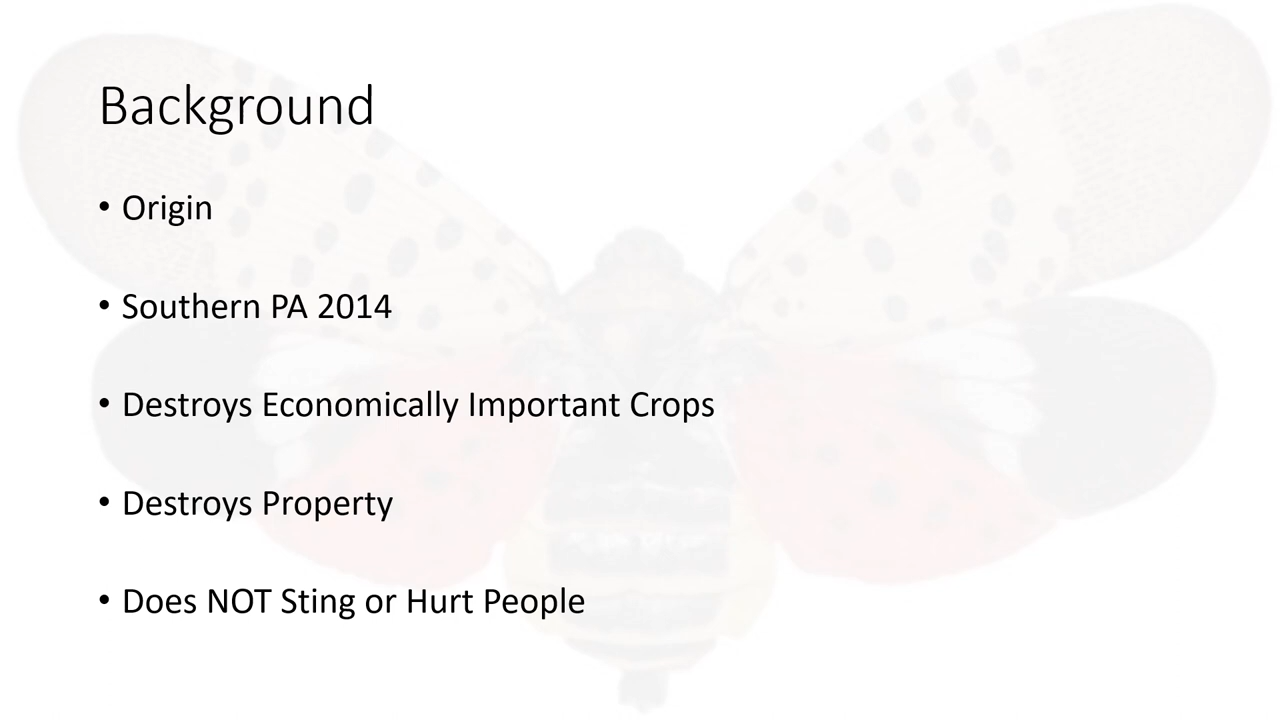 Background
• Origin
• Southern PA 2014
• Destroys Economically Important Crops
• Destroys Property
• Does NOT Sting or Hurt People